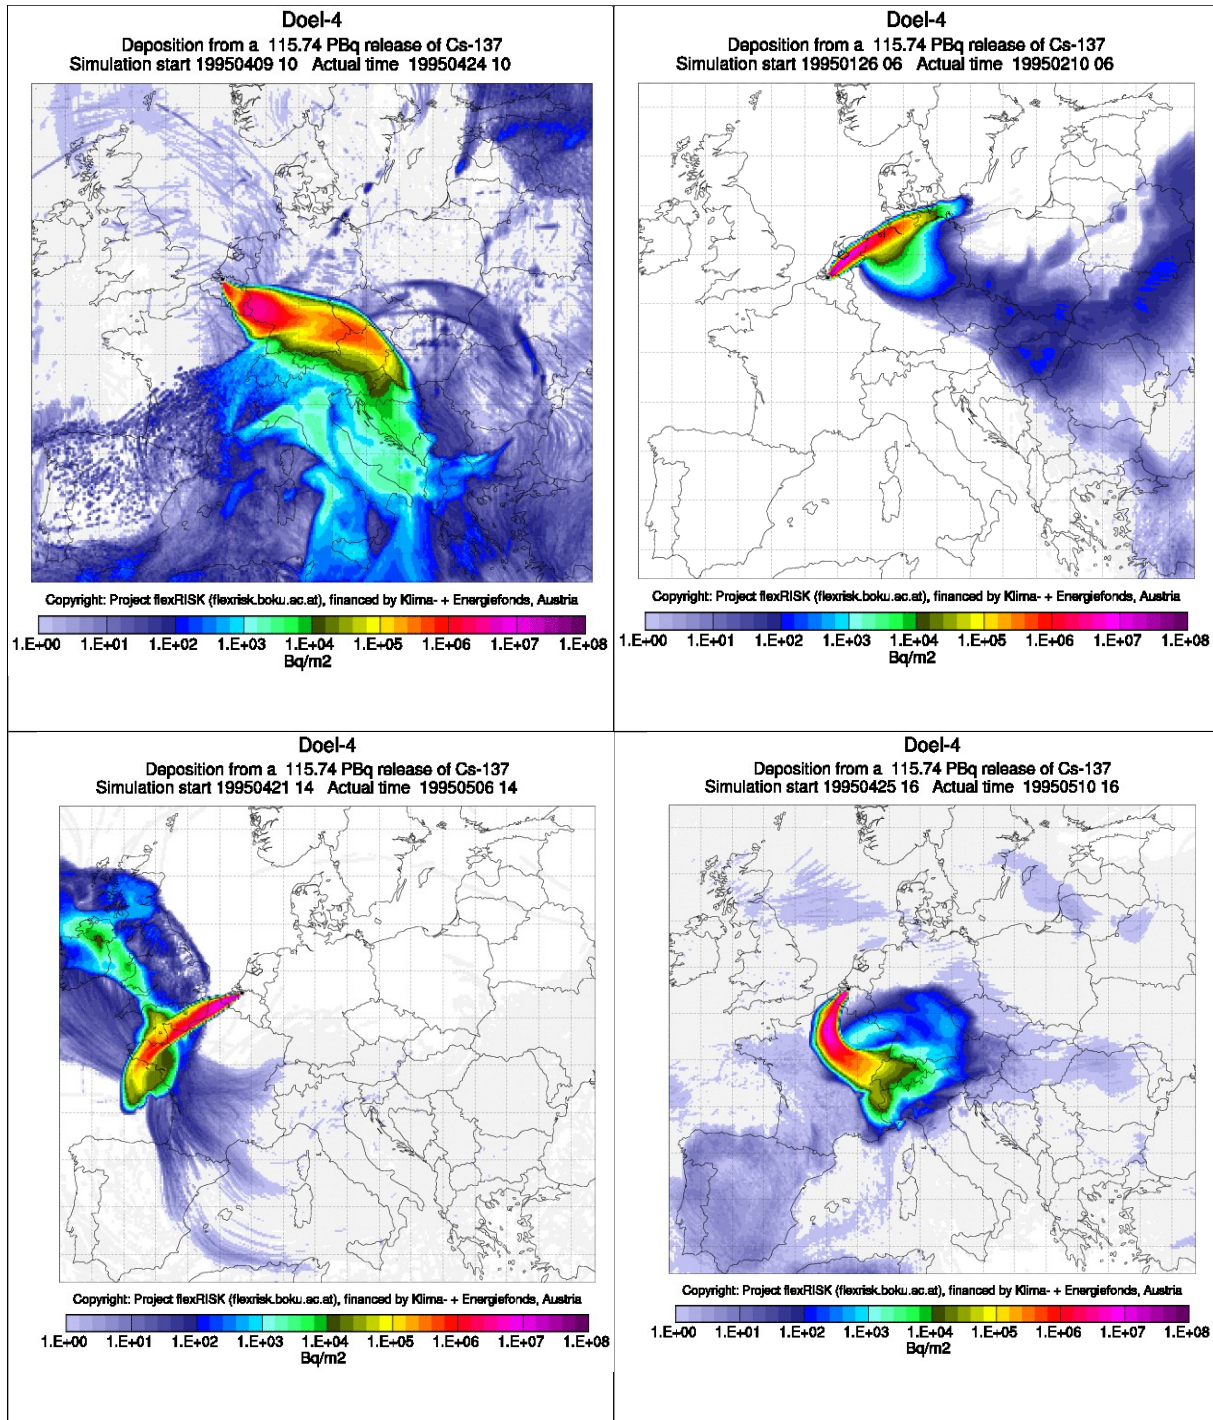 Doel-4
Deposition from a 115.74 PBq release of Cs-137
Simulation start 19950409 10 Actual time 19950424 10
Copyright: Project flexRISK (flexrisk.boku.ac.at), financed by Klima- + Energiefonds, Austria
1.E+00 1.E+01 1.E+02 1.E+03 1.E+04 1.E+05 1.E+06 1.E+07 1.E+08
Bq/m2
Doel-4
Deposition from a 115.74 PBq release of Cs-137
Simulation start 19950126 06 Actual time 19950210 06
Copyright: Project flexRISK (flexrisk.boku.ac.at), financed by Klima- + Energiefonds, Austria
1.E+00 1.E+01 1.E+02 1.E+03 1.E+04 1.E+05 1.E+06 1.E+07 1.E+08
Bq/m2
Doel-4
Deposition from a 115.74 PBq release of Cs-137
Simulation start 19950421 14 Actual time 19950506 14
Copyright: Project flexRISK (flexrisk.boku.ac.at), financed by Klima- + Energiefonds, Austria
1.E+00 1.E+01 1.E+02 1.E+03 1.E+04 1.E+05 1.E+06 1.E+07 1.E+08
Bq/m2
Doel-4
Deposition from a 115.74 PBq release of Cs-137
Simulation start 19950425 16 Actual time 19950510 16
Copyright: Project flexRISK (flexrisk.boku.ac.at), financed by Klima- + Energiefonds, Austria
1.E+00 1.E+01 1.E+02 1.E+03 1.E+04 1.E+05 1.E+06 1.E+07 1.E+08
Bq/m2